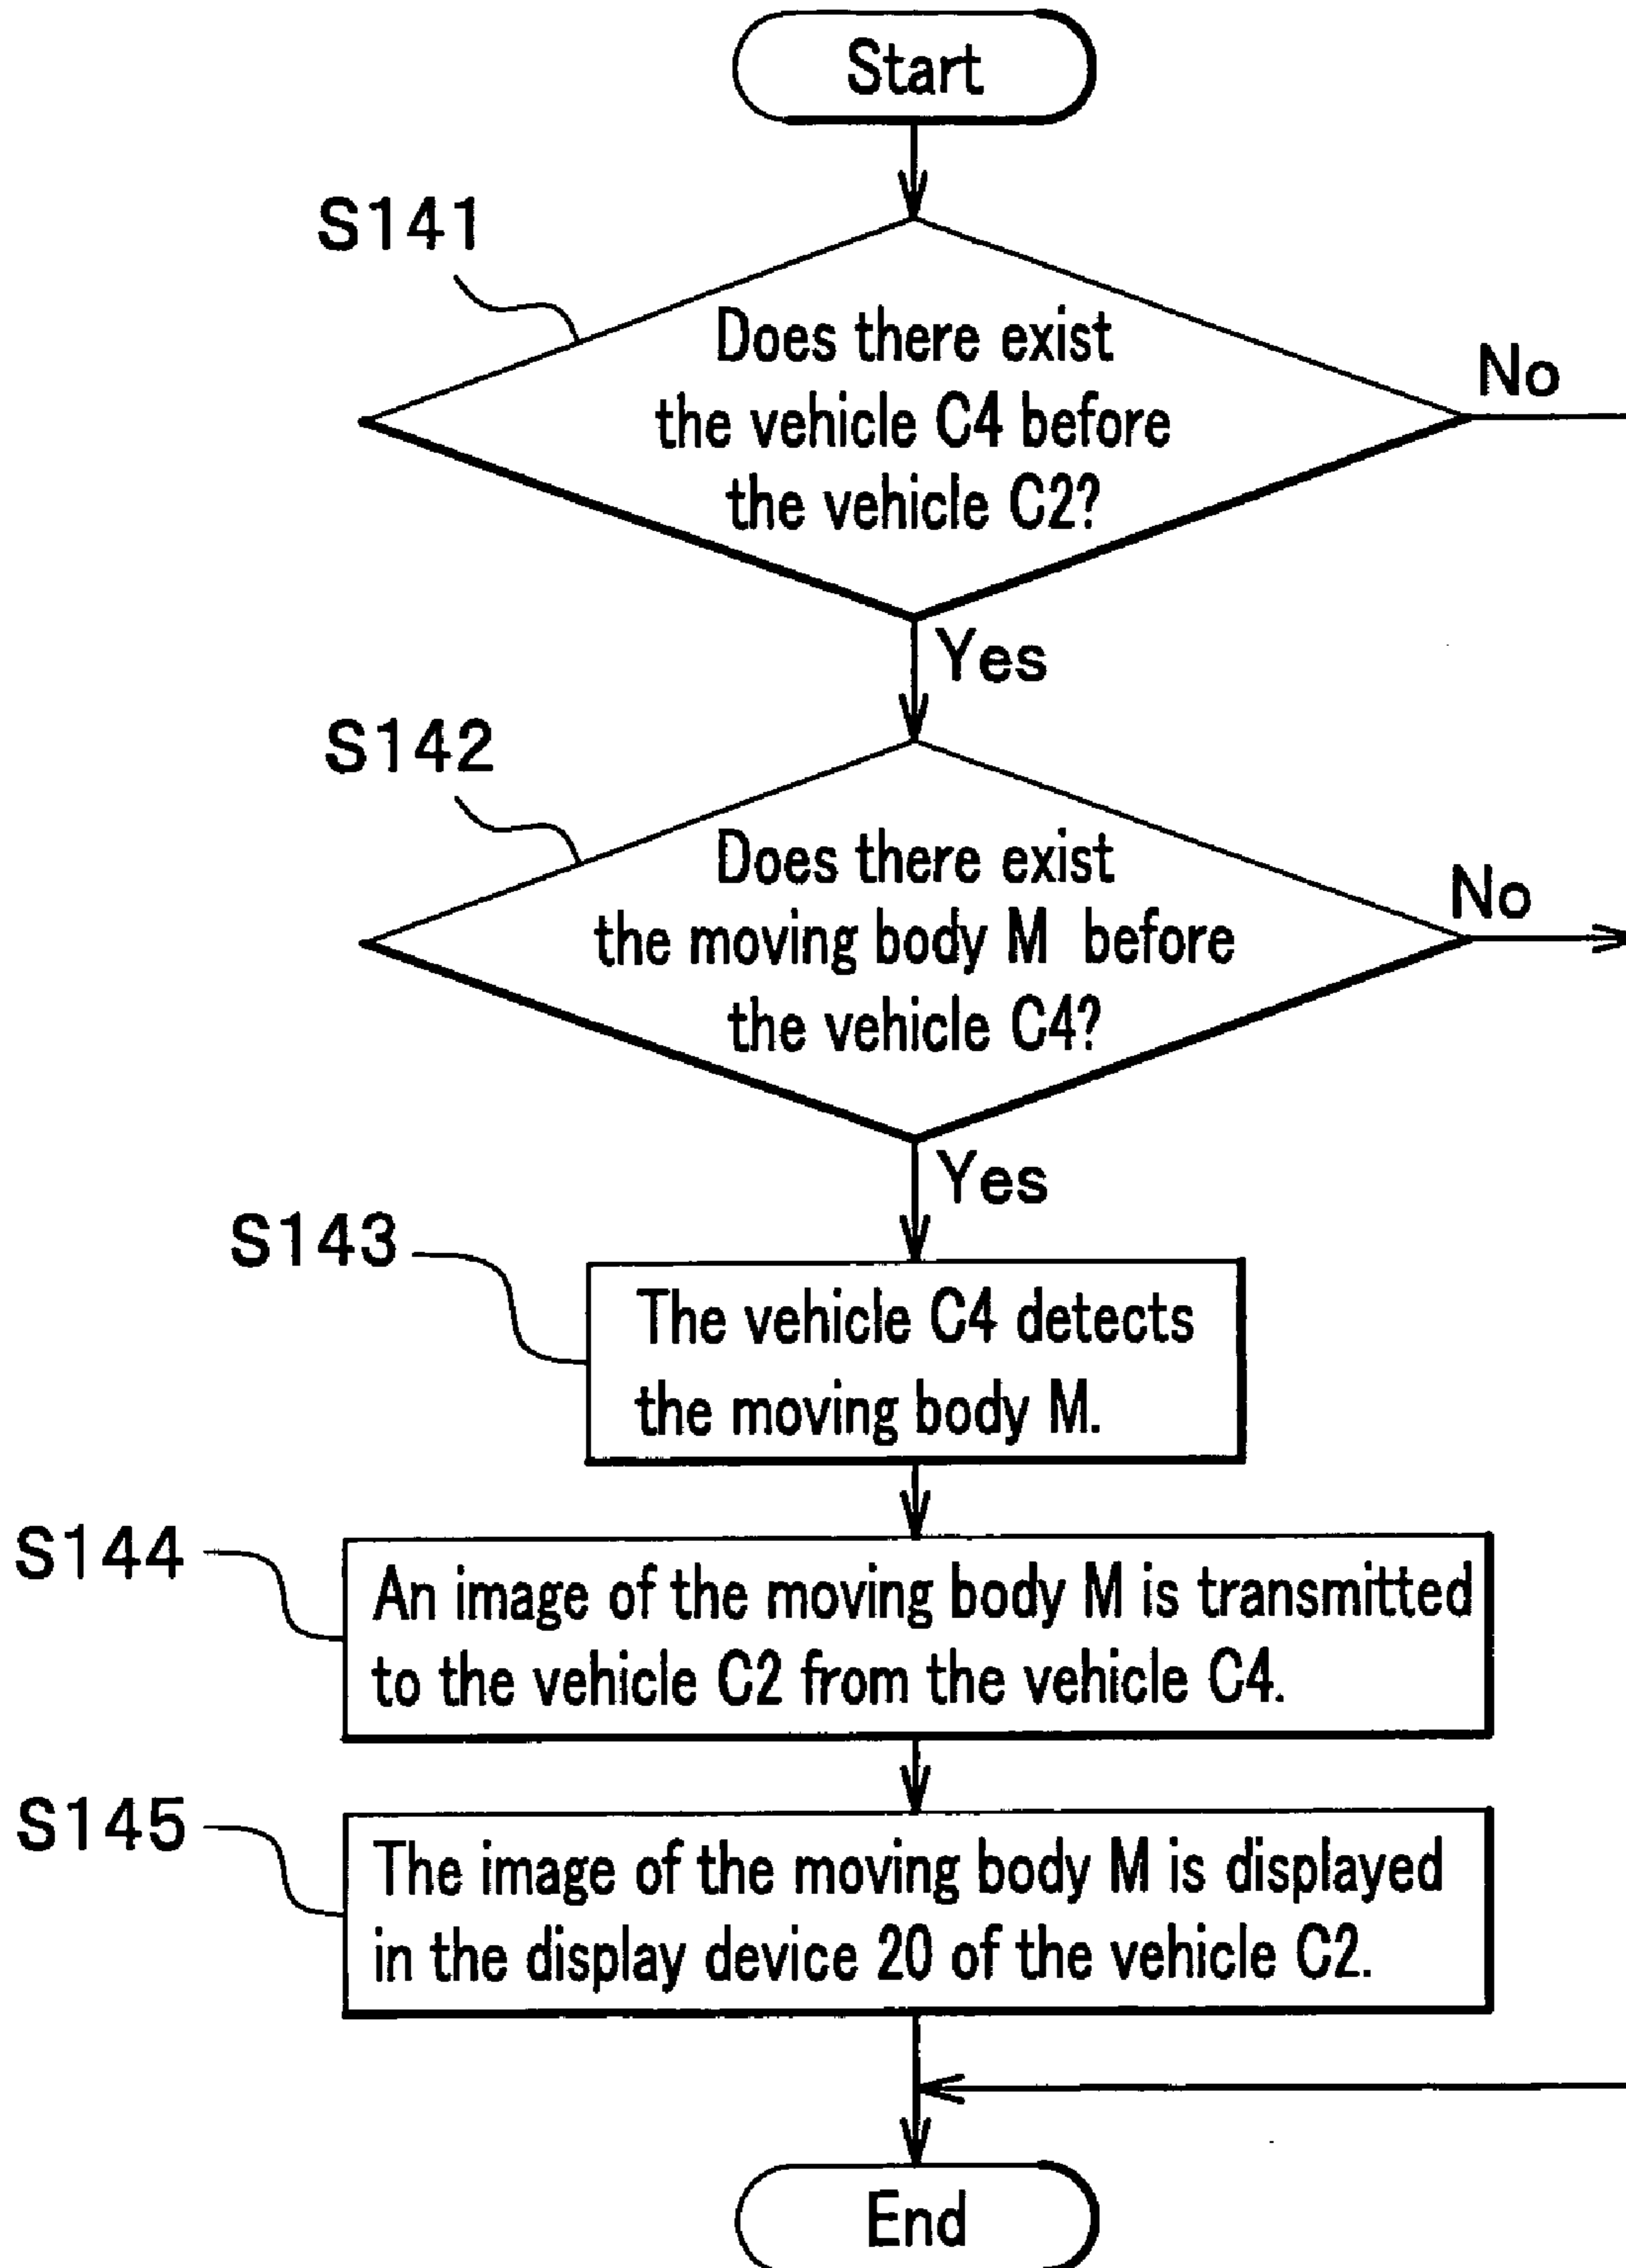 Start
S141
Does there exist
the vehicle C4 before
the vehicle C2?
No
Yes
S142
Does there exist
the moving body M before
the vehicle C4?
No
Yes
S143
The vehicle C4 detects
the moving body M.
S144
An image of the moving body M is transmitted
to the vehicle C2 from the vehicle C4.
S145
The image of the moving body M is displayed
in the display device 20 of the vehicle C2.
End